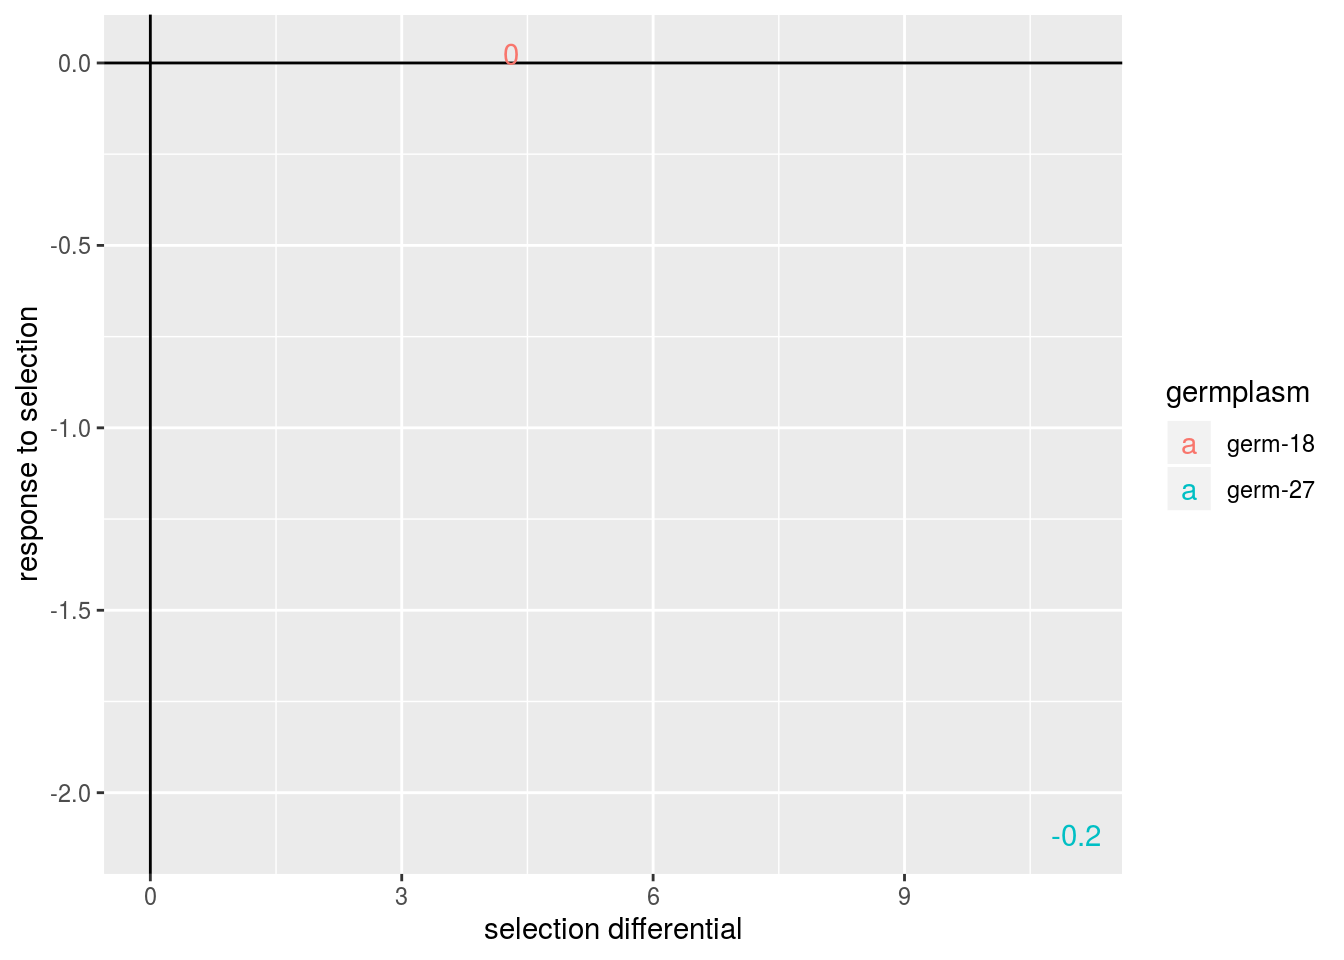 0
0.0
-0.5
-1.0
-1.5
-2.0
-0.2
0
3
6
9
selection differential
response to selection
germplasm
a germ-18
a germ-27